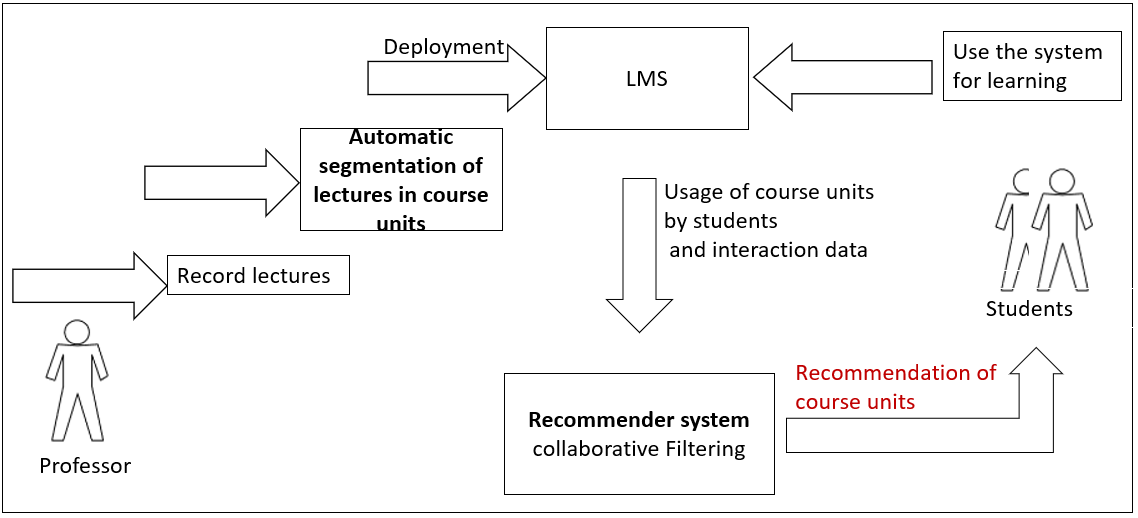 Deployment
LMS
Use the system
for learning
Automatic
segmentation of
lectures in course
units
Usage of course units
by students
and interaction data
Record lectures
Students
Professor
Recommendation of
course units
Recommender system
collaborative Filtering